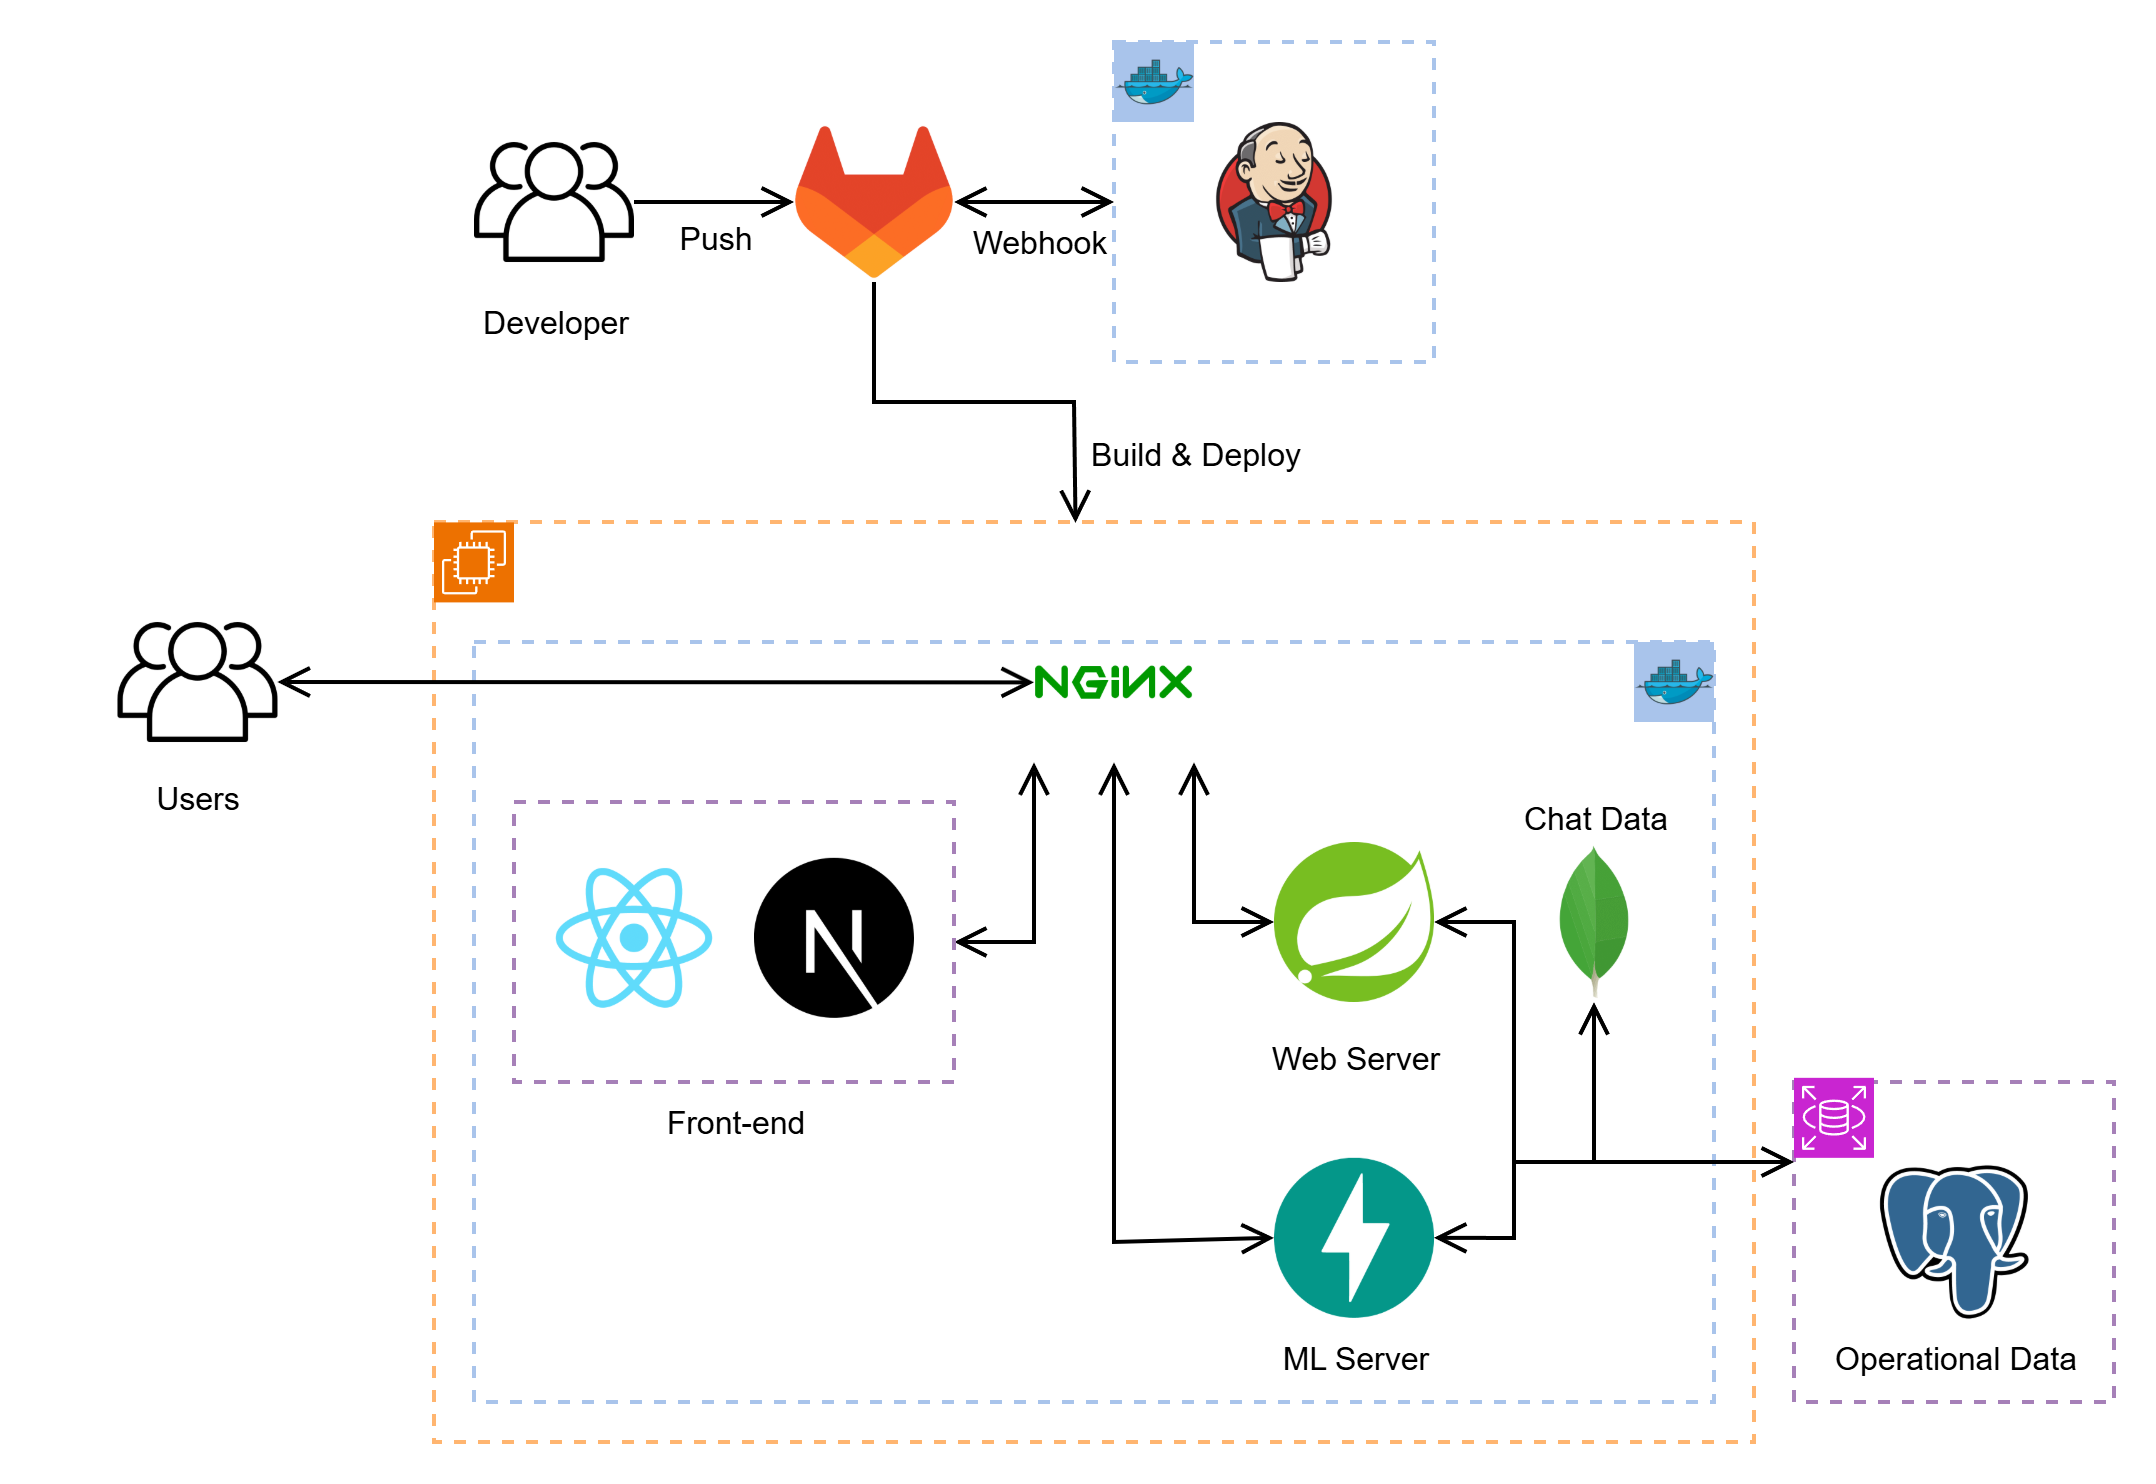 Push
Webhook
Developer
Build & Deploy
NGINX
Users
Chat Data
N
Web Server
Front-end
ML Server
Operational Data